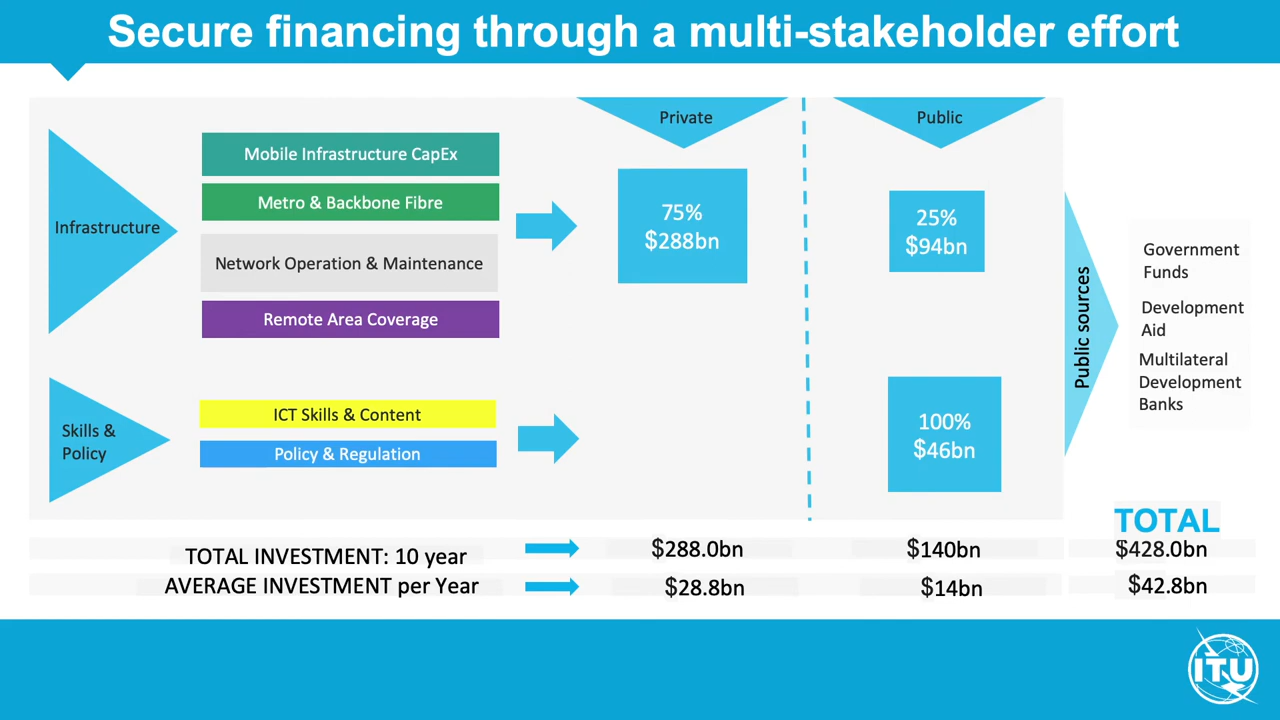 Secure financing through a multi-stakeholder effort
Private
Public
Infrastructure
Mobile Infrastructure CapEx
Metro & Backbone Fibre
Network Operation & Maintenance
Remote Area Coverage
75%
$288bn
25%
$94bn
Public sources
Government
Funds
Development
Aid
Multilateral
Development
Banks
Skills &
Policy
ICT Skills & Content
Policy & Regulation
100%
$46bn
TOTAL
TOTAL INVESTMENT: 10 year
$288.0bn
$140bn
$428.0bn
AVERAGE INVESTMENT per Year
$28.8bn
$14bn
$42.8bn
ITU